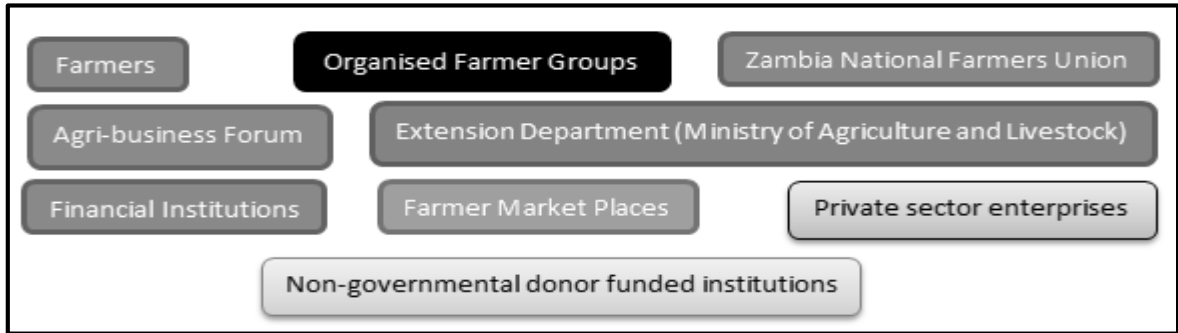 Farmers
Organised Farmer Groups
Zambia National Farmers Union
Agri-business Forum
Extension Department (Ministry of Agriculture and Livestock)
Financial Institutions
Farmer Market Places
Private sector enterprises
Non-governmental donor funded institutions